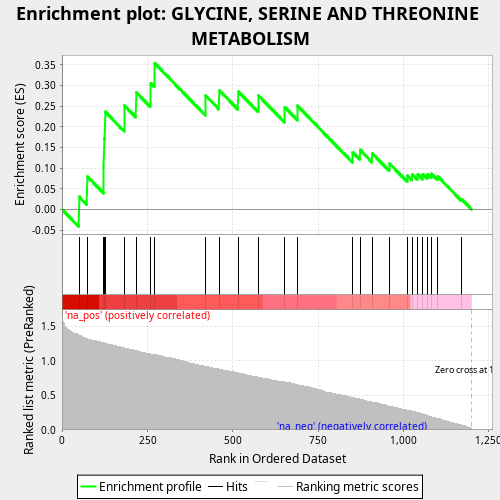 Enrichment plot: GLYCINE, SERINE AND THREONINE
METABOLISM
Enrichment score (ES)
0.35
0.30
0.25
0.20
0.15
0.10
0.05
0.00
-0.05
'na_pos' (positively correlated)
Ranked list metric (PreRanked)
1.5
1.0
0.5
0.0
Zero cross at 1
'na_neg' (negatively correlated)
0
250
500
750
1,000
1,250
Rank in Ordered Dataset
Enrichment profile
Hits
Ranking metric scores